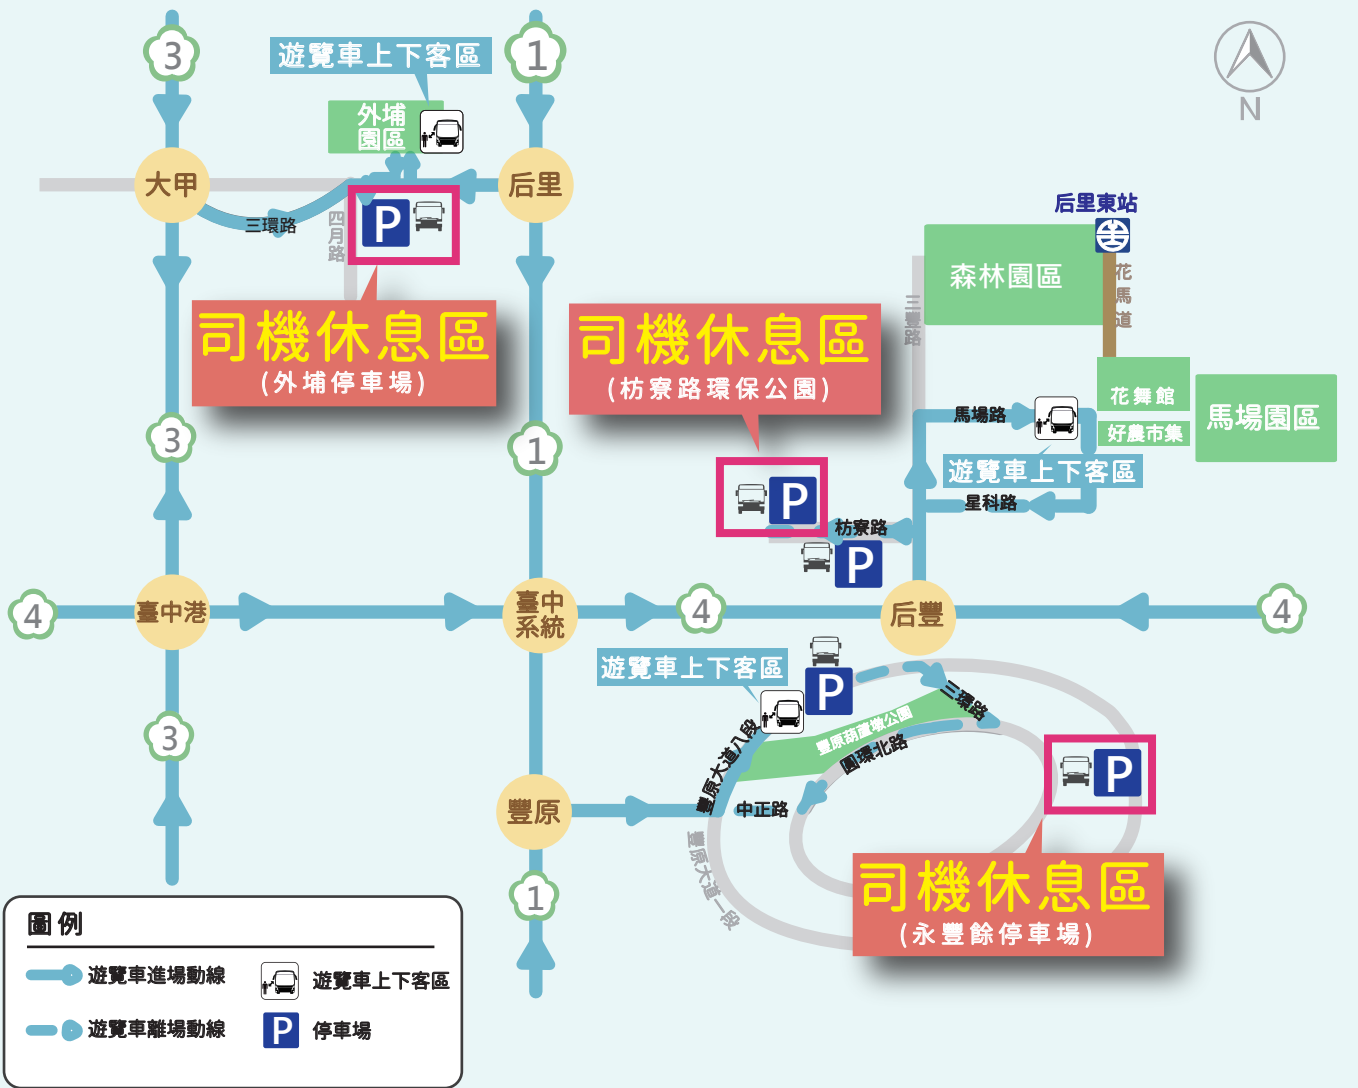 3
遊覽車上下客區
1
外埔
園區
N
大甲
后里
三環路
四月路
P
后里東站
森林園區
花馬道
三豐路
司機休息區
(外埔停車場)
司機休息區
(枋寮路環保公園)
花舞館
好農市集
馬場園區
馬場路
遊覽車上下客區
星科路
3
1
P
枋寮路
P
4
臺中港
臺中
系統
4
后豐
4
遊覽車上下客區
P
三環路
3
豐原大道八段
豐原葫蘆墩公園
圓環北路
P
豐原
中正路
豐原大道一段
司機休息區
(永豐餘停車場)
1
圖例
遊覽車進場動線
遊覽車上下客區
遊覽車離場動線
P
停車場